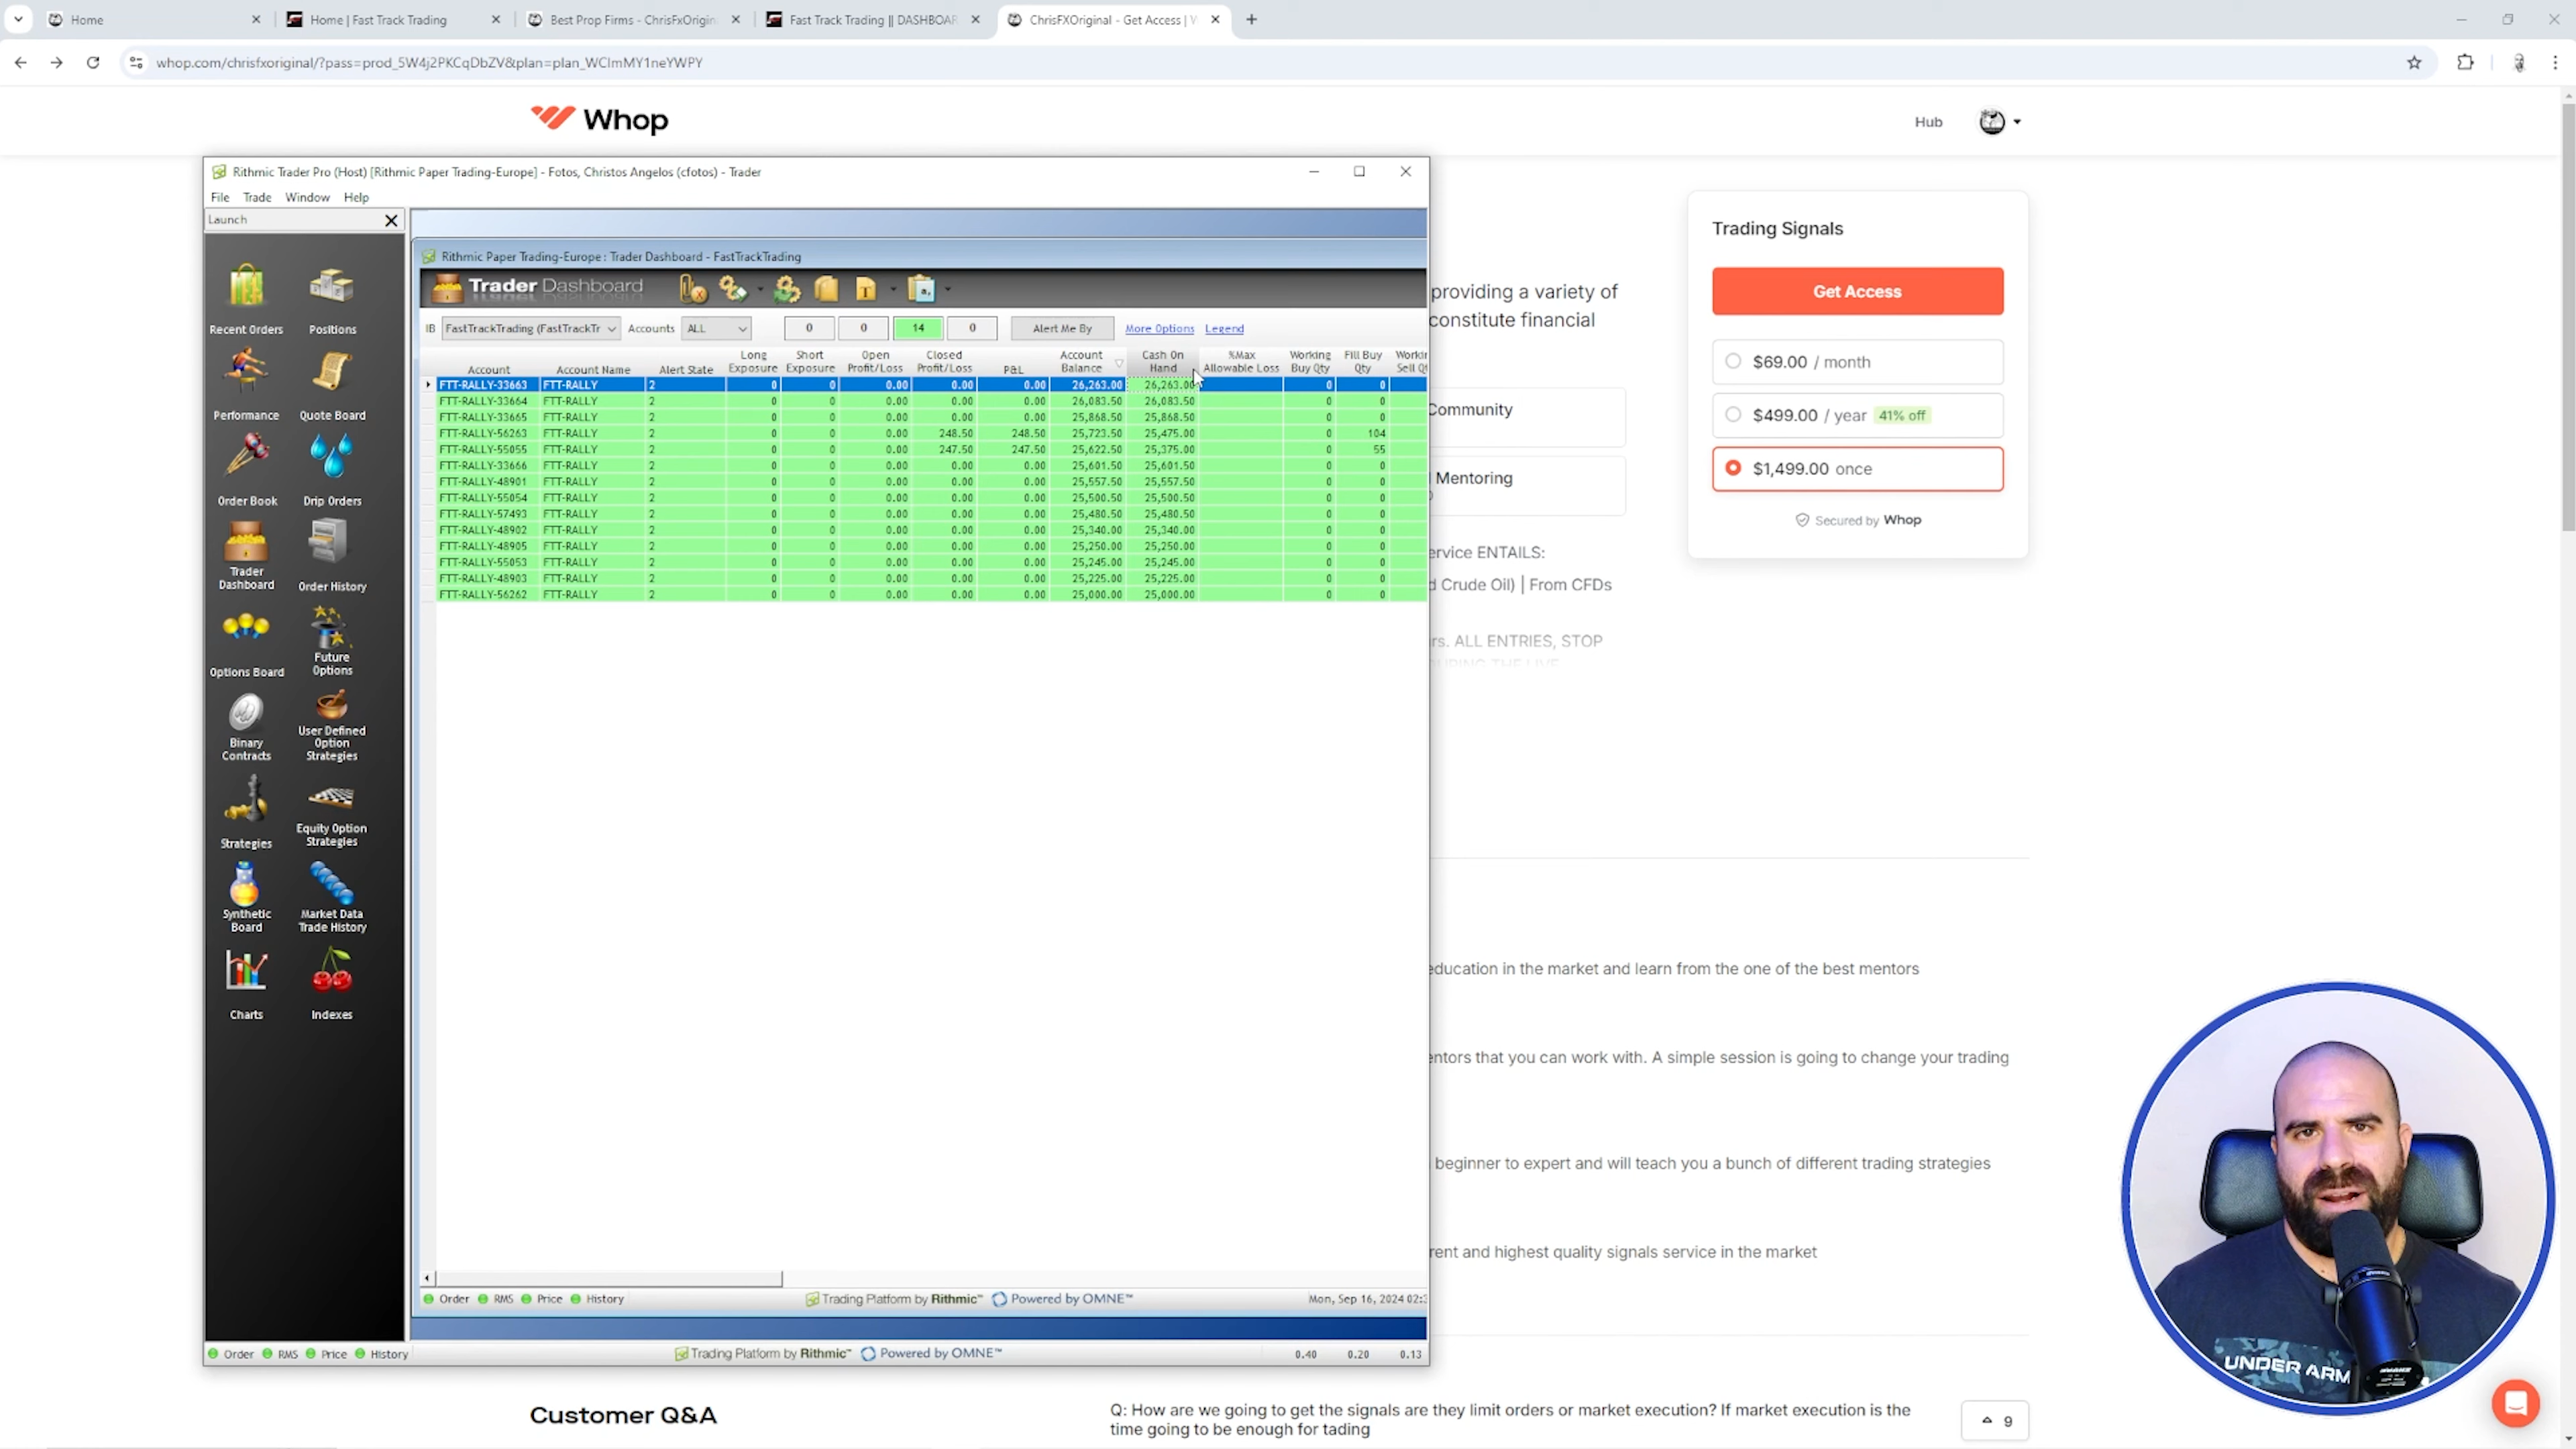 Home
Home | Fast Track Trading
Best Prop Firms - ChrisFxOrigin
Fast Track Trading || DASHBOAR
ChrisFXOriginal - Get Access | W
whop.com/chrisfxoriginal/?pass=prod_5W4j2PKCqDbZV&plan=plan_WClmMY1neYWPY
Whop
Hub
Rithmic Trader Pro (Host) [Rithmic Paper Trading-Europe] - Fotos, Christos Angelos (cfotos) - Trader
File Trade Window Help
Launch
Recent Orders Positions
Performance Quote Board
Order Book Drip Orders
Trader Dashboard Order History
Options Board Future Options
Binary Contracts User Defined Option Strategies
Strategies Equity Option Strategies
Synthetic Board Market Data Trade History
Charts Indexes
Rithmic Paper Trading-Europe : Trader Dashboard - FastTrackTrading
Trader Dashboard
IB FastTrackTrading (FastTrackTr Accounts ALL 0 0 14 0 Alert Me By More Options Legend
Account Account Name Alert State Long Exposure Short Exposure Open Profit/Loss Closed Profit/Loss P&L Account Balance Cash On Hand %Max Allowable Loss Working Buy Qty Fill Buy Qty
FTT-RALLY-33663 FTT-RALLY 2 0 0 0.00 0.00 0.00 26,263.00 26,263.00 0 0
FTT-RALLY-33664 FTT-RALLY 2 0 0 0.00 0.00 0.00 26,083.50 26,083.50 0 0
FTT-RALLY-33665 FTT-RALLY 2 0 0 0.00 0.00 0.00 25,868.50 25,868.50 0 0
FTT-RALLY-56263 FTT-RALLY 2 0 0 0.00 248.50 248.50 25,723.50 25,475.00 0 104
FTT-RALLY-55055 FTT-RALLY 2 0 0 0.00 247.50 247.50 25,622.50 25,375.00 0 55
FTT-RALLY-33666 FTT-RALLY 2 0 0 0.00 0.00 0.00 25,601.50 25,601.50 0 0
FTT-RALLY-48901 FTT-RALLY 2 0 0 0.00 0.00 0.00 25,557.50 25,557.50 0 0
FTT-RALLY-55054 FTT-RALLY 2 0 0 0.00 0.00 0.00 25,500.50 25,500.50 0 0
FTT-RALLY-57493 FTT-RALLY 2 0 0 0.00 0.00 0.00 25,480.50 25,480.50 0 0
FTT-RALLY-48902 FTT-RALLY 2 0 0 0.00 0.00 0.00 25,340.00 25,340.00 0 0
FTT-RALLY-48905 FTT-RALLY 2 0 0 0.00 0.00 0.00 25,250.00 25,250.00 0 0
FTT-RALLY-55053 FTT-RALLY 2 0 0 0.00 0.00 0.00 25,245.00 25,245.00 0 0
FTT-RALLY-48903 FTT-RALLY 2 0 0 0.00 0.00 0.00 25,225.00 25,225.00 0 0
FTT-RALLY-56262 FTT-RALLY 2 0 0 0.00 0.00 0.00 25,000.00 25,000.00 0 0
Order RMS Price History Trading Platform by Rithmic™ Powered by OMNE™ Mon, Sep 16, 2024 02:3
Order RMS Price History Trading Platform by Rithmic™ Powered by OMNE™ 0.40 0.20 0.13
providing a variety of
constitute financial
Community
Mentoring
ervice ENTAILS:
d Crude Oil) | From CFDs
rs. ALL ENTRIES, STOP
Trading Signals
Get Access
$69.00 / month
$499.00 / year 41% off
$1,499.00 once
Secured by Whop
education in the market and learn from the one of the best mentors
entors that you can work with. A simple session is going to change your trading
beginner to expert and will teach you a bunch of different trading strategies
rent and highest quality signals service in the market
UNDER ARM
Customer Q&A
Q: How are we going to get the signals are they limit orders or market execution? If market execution is the
time going to be enough for tading
9